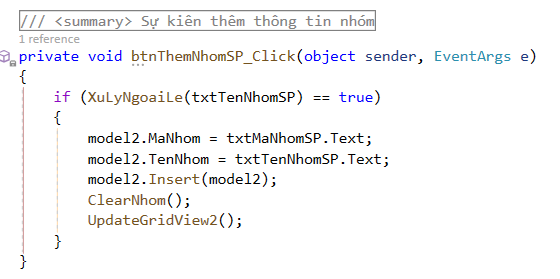 /// <summary> Sự kiên thêm thông tin nhóm
1 reference
private void btnThemNhomSP_Click(object sender, EventArgs e)
{
    if (XuLyNgoaiLe(txtTenNhomSP) == true)
    {
        model2.MaNhom = txtMaNhomSP.Text;
        model2.TenNhom = txtTenNhomSP.Text;
        model2.Insert(model2);
        ClearNhom();
        UpdateGridView2();
    }
}